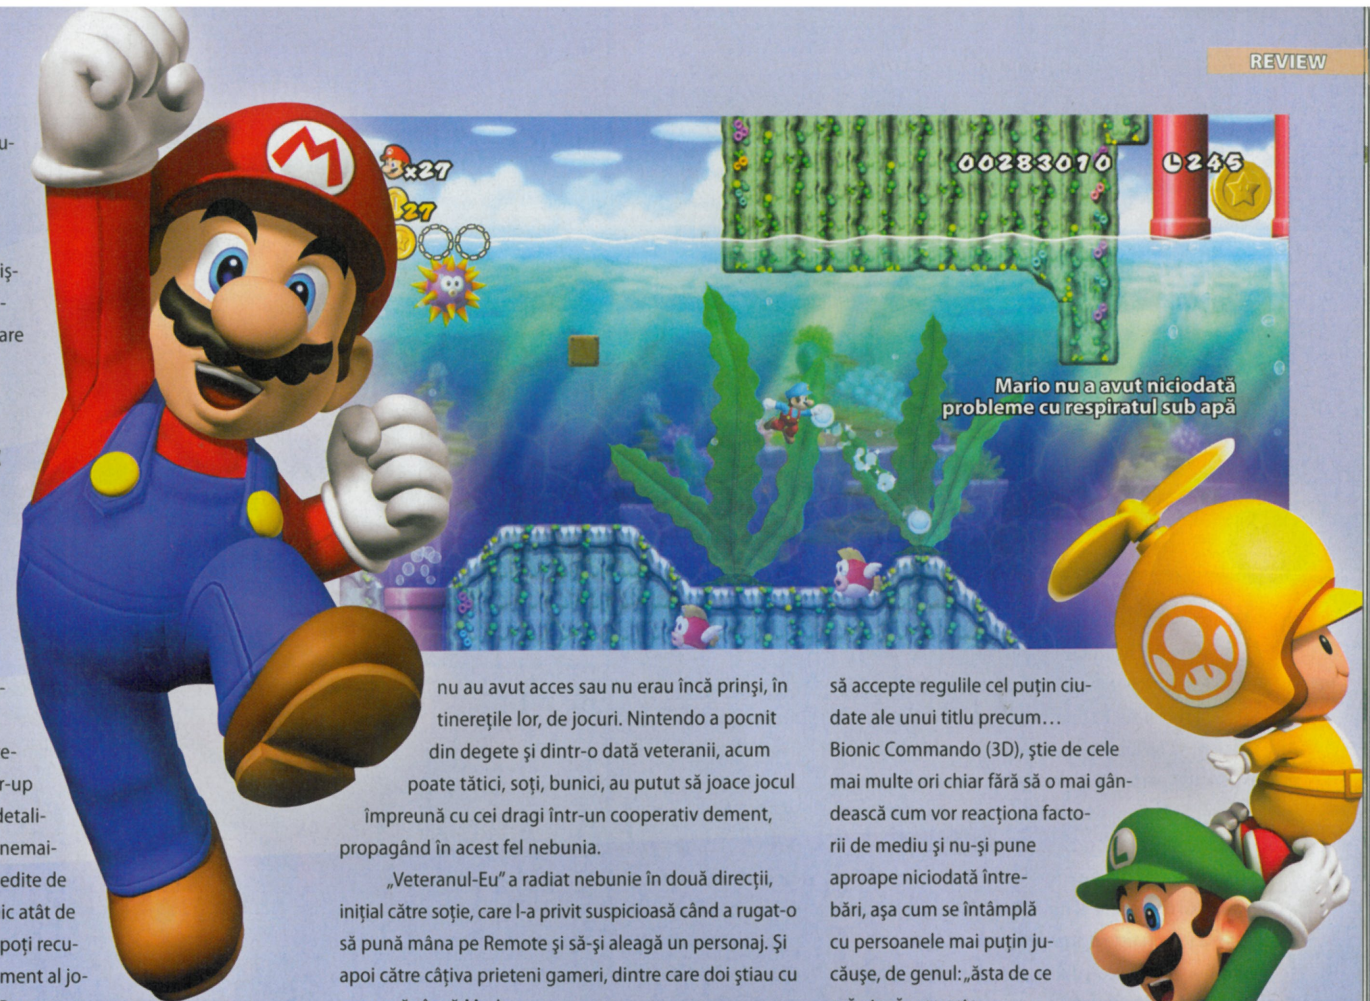 REVIEW
M
x27
27
00283010
245
Mario nu a avut niciodată
probleme cu respiratul sub apă
u-
iș-
-
are
-
e-
r-up
detali-
nemai-
edite de
ic atât de
poți recu-
ment al jo-
nu au avut acces sau nu erau încă prinși, în
tinerețile lor, de jocuri. Nintendo a pocnit
din degete și dintr-o dată veteranii, acum
poate tătici, soți, bunici, au putut să joace jocul
împreună cu cei dragi într-un cooperativ dement,
propagând în acest fel nebunia.
„Veteranul-Eu” a radiat nebunie în două direcții,
inițial către soție, care l-a privit suspicioasă când a rugat-o
să pună mâna pe Remote și să-și aleagă un personaj. Și
apoi către câțiva prieteni gameri, dintre care doi știau cu
să accepte regulile cel puțin ciu-
date ale unui titlu precum…
Bionic Commando (3D), știe de cele
mai multe ori chiar fără să o mai gân-
dească cum vor reacționa facto-
rii de mediu și nu-și pune
aproape niciodată între-
bări, așa cum se întâmplă
cu persoanele mai puțin ju-
căușe, de genul: „ăsta de ce
L